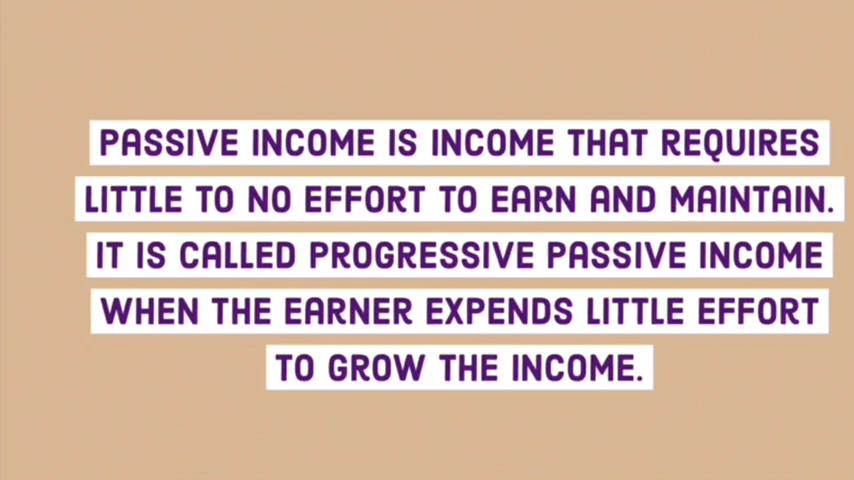 PASSIVE INCOME IS INCOME THAT REQUIRES
LITTLE TO NO EFFORT TO EARN AND MAINTAIN.
IT IS CALLED PROGRESSIVE PASSIVE INCOME
WHEN THE EARNER EXPENDS LITTLE EFFORT
TO GROW THE INCOME.